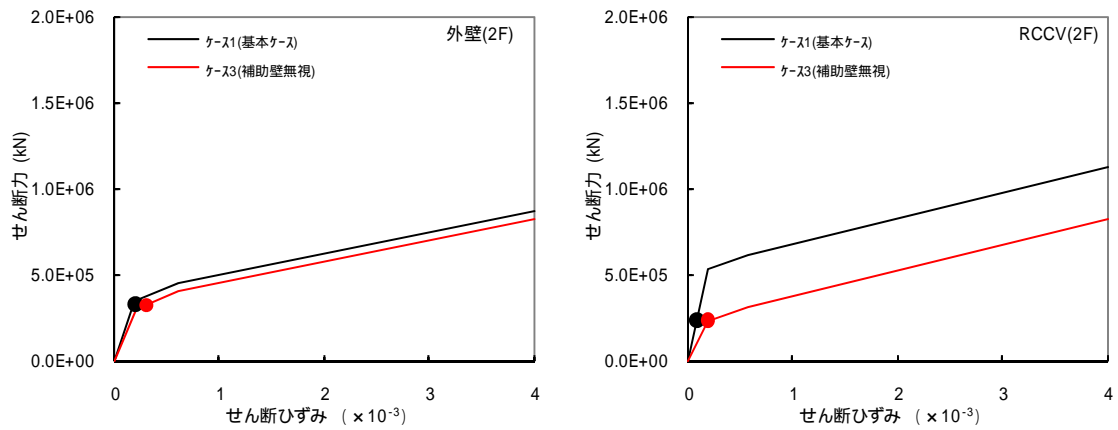 外壁(2F)
ケース1(基本ケース)
ケース3(補助壁無視)
せん断力 (kN)
2.0E+06
1.5E+06
1.0E+06
5.0E+05
0.0E+00
0 1 2 3 4
せん断ひずみ (×10-3)
RCCV(2F)
ケース1(基本ケース)
ケース3(補助壁無視)
せん断力 (kN)
2.0E+06
1.5E+06
1.0E+06
5.0E+05
0.0E+00
0 1 2 3 4
せん断ひずみ (×10-3)